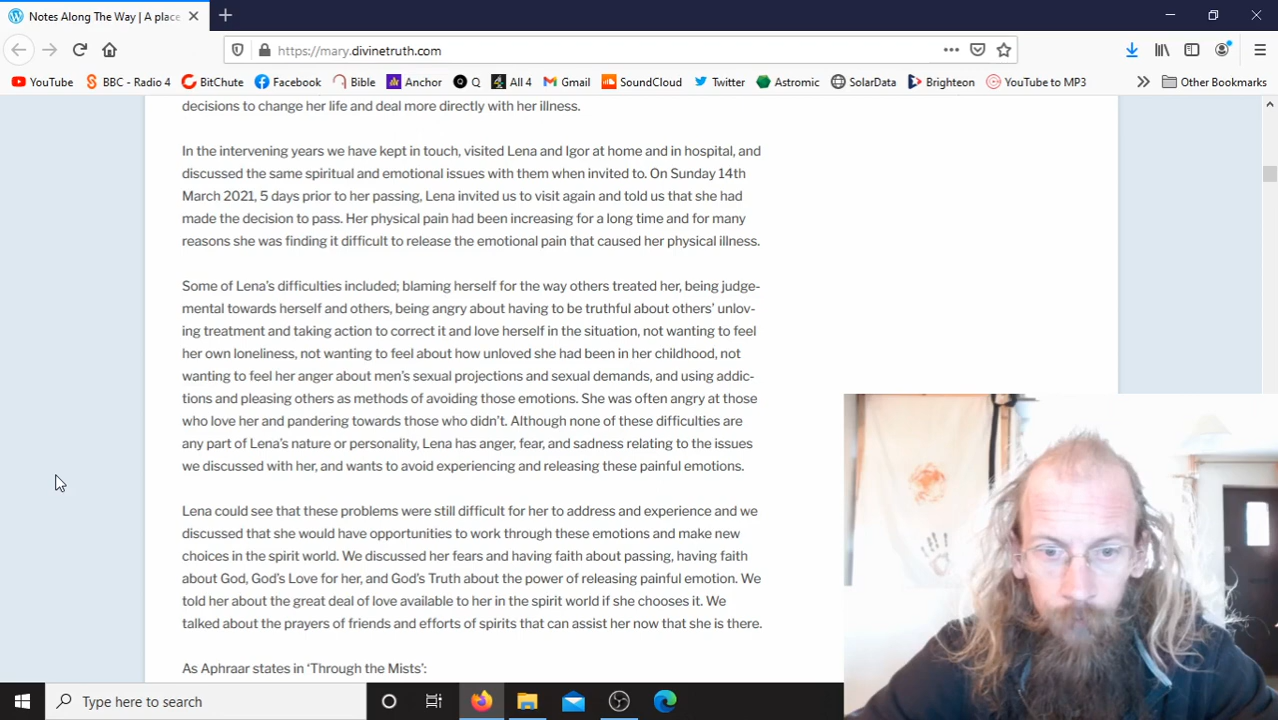 Notes Along The Way | A place
https://mary.divinetruth.com
YouTube
BBC - Radio 4
BitChute
Facebook
Bible
Anchor
Q
All 4
Gmail
SoundCloud
Twitter
Astromic
SolarData
Brighteon
YouTube to MP3
Other Bookmarks
decisions to change her life and deal more directly with her illness.
In the intervening years we have kept in touch, visited Lena and Igor at home and in hospital, and
discussed the same spiritual and emotional issues with them when invited to. On Sunday 14th
March 2021, 5 days prior to her passing, Lena invited us to visit again and told us that she had
made the decision to pass. Her physical pain had been increasing for a long time and for many
reasons she was finding it difficult to release the emotional pain that caused her physical illness.
Some of Lena's difficulties included; blaming herself for the way others treated her, being judge-
mental towards herself and others, being angry about having to be truthful about others' unlov-
ing treatment and taking action to correct it and love herself in the situation, not wanting to feel
her own loneliness, not wanting to feel about how unloved she had been in her childhood, not
wanting to feel her anger about men's sexual projections and sexual demands, and using addic-
tions and pleasing others as methods of avoiding those emotions. She was often angry at those
who love her and pandering towards those who didn't. Although none of these difficulties are
any part of Lena's nature or personality, Lena has anger, fear, and sadness relating to the issues
we discussed with her, and wants to avoid experiencing and releasing these painful emotions.
Lena could see that these problems were still difficult for her to address and experience and we
discussed that she would have opportunities to work through these emotions and make new
choices in the spirit world. We discussed her fears and having faith about passing, having faith
about God, God's Love for her, and God's Truth about the power of releasing painful emotion. We
told her about the great deal of love available to her in the spirit world if she chooses it. We
talked about the prayers of friends and efforts of spirits that can assist her now that she is there.
As Aphraar states in 'Through the Mists':
Type here to search